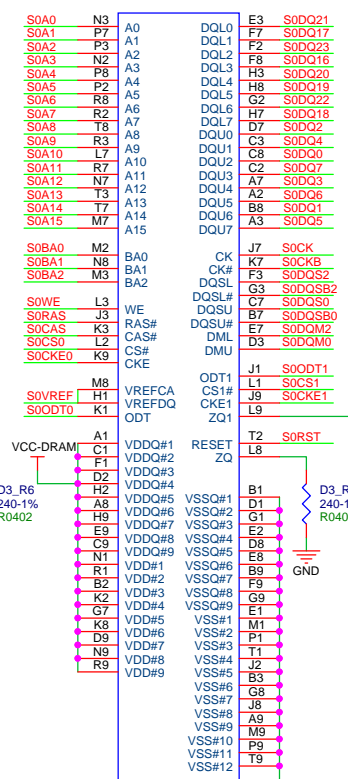 S0A0 N3 A0 DQL0 E3 S0DQ21
S0A1 P7 A1 DQL1 F7 S0DQ17
S0A2 P3 A2 DQL2 F2 S0DQ23
S0A3 N2 A3 DQL3 F8 S0DQ16
S0A4 P8 A4 DQL4 H3 S0DQ20
S0A5 P2 A5 DQL5 H8 S0DQ19
S0A6 R8 A6 DQL6 G2 S0DQ22
S0A7 R2 A7 DQL7 H7 S0DQ18
S0A8 T8 A8 DQU0 D7 S0DQ2
S0A9 R3 A9 DQU1 C3 S0DQ4
S0A10 L7 A10 DQU2 C8 S0DQ0
S0A11 R7 A11 DQU3 C2 S0DQ7
S0A12 N7 A12 DQU4 A7 S0DQ3
S0A13 T3 A13 DQU5 A2 S0DQ6
S0A14 T7 A14 DQU6 B8
S0A15 M7 A15 DQU7 A3 S0DQ5
S0BA0 M2 BA0 CK J7 S0CK
S0BA1 N8 BA1 CK# K7 S0CKB
S0BA2 M3 BA2 DQSL F3 S0DQS2
DQSL# G3 S0DQSB2
S0WE L3 WE DQSU C7 S0DQS0
S0RAS J3 RAS# DQSU# B7 S0DQSB0
S0CAS K3 CAS# DML E7 S0DQM2
S0CS0 L2 CS# DMU D3 S0DQM0
S0CKE0 K9 CKE
ODT1 J1 S0ODT1
M8 VREFCA CS1# L1 S0CS1
S0VREF H1 VREFDQ CKE1 J9 S0CKE1
S0ODT0 K1 ODT ZQ1 L9
VCC-DRAM A1 VDDQ#1 RESET T2 S0RST
C1 VDDQ#2 ZQ L8
F1 VDDQ#3
D2 VDDQ#4
D3_R6 H2 VDDQ#5 VSSQ#1 B1 D3_R
240-1% A8 VDDQ#6 VSSQ#2 D1 240-1
R0402 H9 VDDQ#7 VSSQ#3 G1 R040
E9 VDDQ#8 VSSQ#4 E2
C9 VDDQ#9 VSSQ#5 D8
N1 VDD#1 VSSQ#6 E8 GND
R1 VDD#2 VSSQ#7 B9
B2 VDD#3 VSSQ#8 F9
K2 VDD#4 VSSQ#9 G9
G7 VDD#5 VSS#1 E1
K8 VDD#6 VSS#2 M1
D9 VDD#7 VSS#3 P1
N9 VDD#8 VSS#4 T1
R9 VDD#9 VSS#5 J2
VSS#6 B3
VSS#7 G8
VSS#8 J8
VSS#9 A9
VSS#10 M9
VSS#11 P9
VSS#12 T9